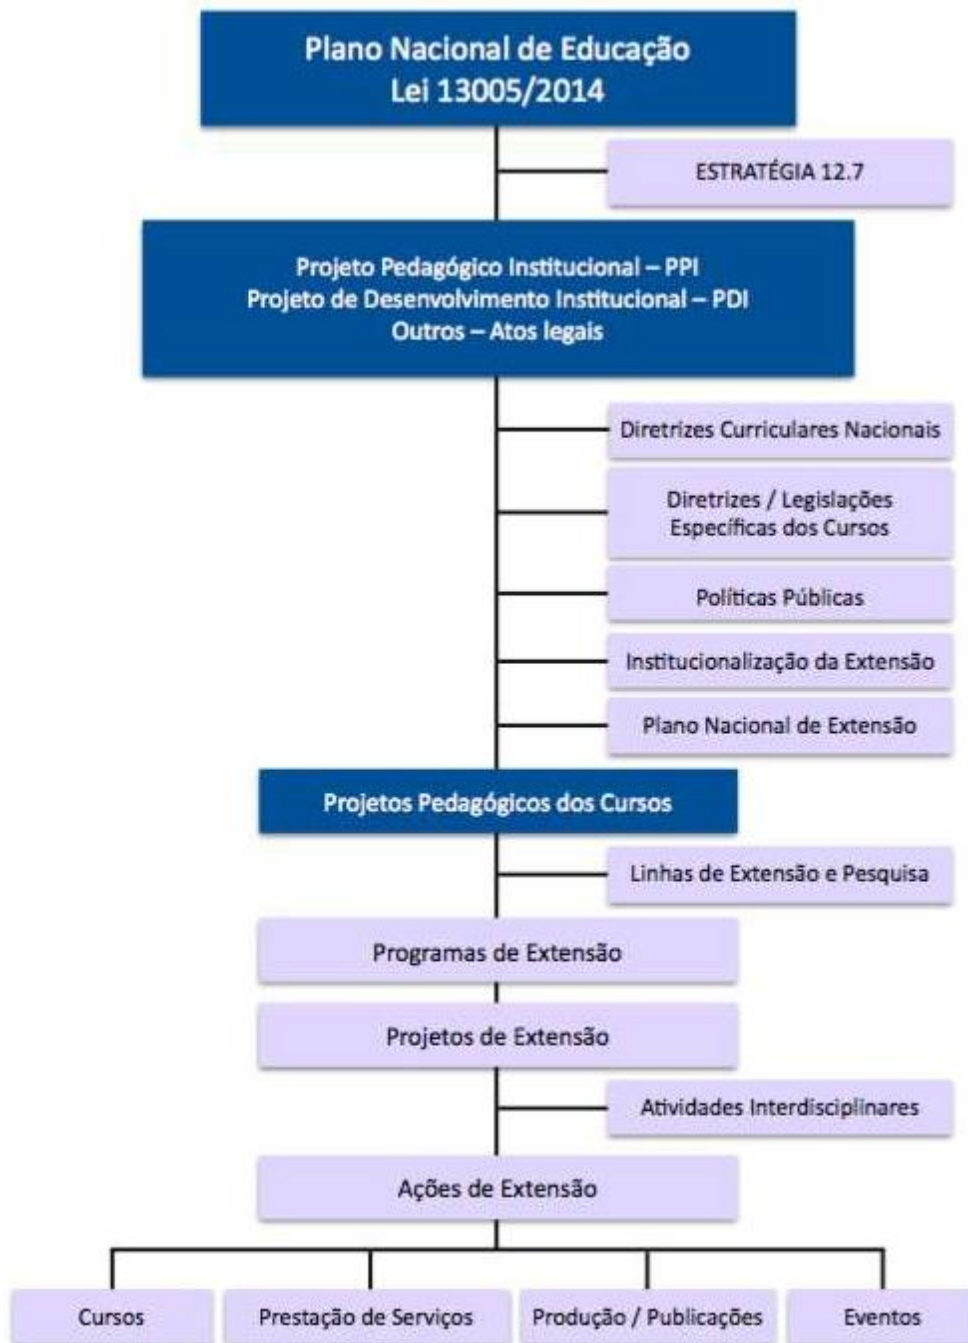 Plano Nacional de Educação
Lei 13005/2014
ESTRATÉGIA 12.7
Projeto Pedagógico Institucional – PPI
Projeto de Desenvolvimento Institucional – PDI
Outros – Atos legais
Diretrizes Curriculares Nacionais
Diretrizes / Legislações
Específicas dos Cursos
Políticas Públicas
Institucionalização da Extensão
Plano Nacional de Extensão
Projetos Pedagógicos dos Cursos
Linhas de Extensão e Pesquisa
Programas de Extensão
Projetos de Extensão
Atividades Interdisciplinares
Ações de Extensão
Cursos
Prestação de Serviços
Produção / Publicações
Eventos